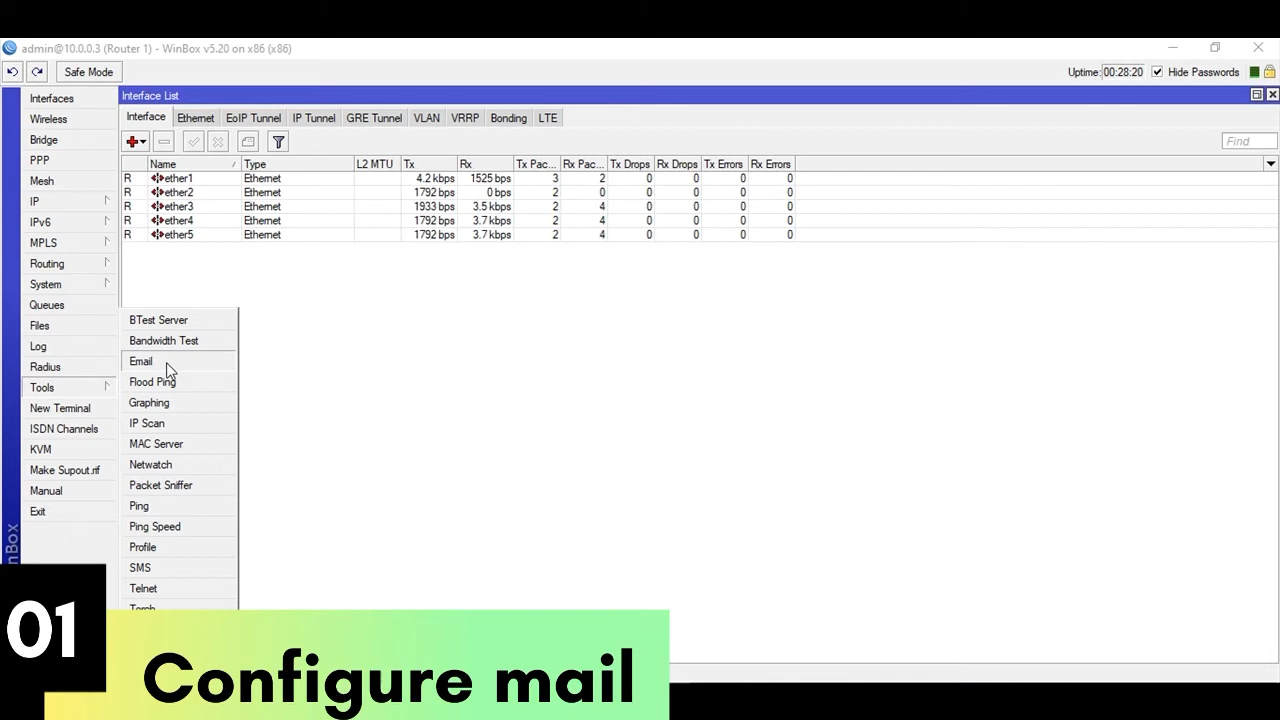 admin@10.0.0.3 (Router 1) - WinBox v5.20 on x86 (x86)
Safe Mode
Uptime: 00:28:20 Hide Passwords
Interfaces
Wireless
Bridge
PPP
Mesh
IP
IPv6
MPLS
Routing
System
Queues
Files
Log
Radius
Tools
New Terminal
ISDN Channels
KVM
Make Supout.rif
Manual
Exit
Interface List
Interface Ethernet EoIP Tunnel IP Tunnel GRE Tunnel VLAN VRRP Bonding LTE
Find
Name Type L2 MTU Tx Rx Tx Pac... Rx Pac... Tx Drops Rx Drops Tx Errors Rx Errors
R ether1 Ethernet 4.2 kbps 1525 bps 3 2 0 0 0 0
R ether2 Ethernet 1792 bps 0 bps 2 0 0 0 0 0
R ether3 Ethernet 1933 bps 3.5 kbps 2 4 0 0 0 0
R ether4 Ethernet 1792 bps 3.7 kbps 2 4 0 0 0 0
R ether5 Ethernet 1792 bps 3.7 kbps 2 4 0 0 0 0
BTest Server
Bandwidth Test
Email
Flood Ping
Graphing
IP Scan
MAC Server
Netwatch
Packet Sniffer
Ping
Ping Speed
Profile
SMS
Telnet
Torch
01
Configure mail